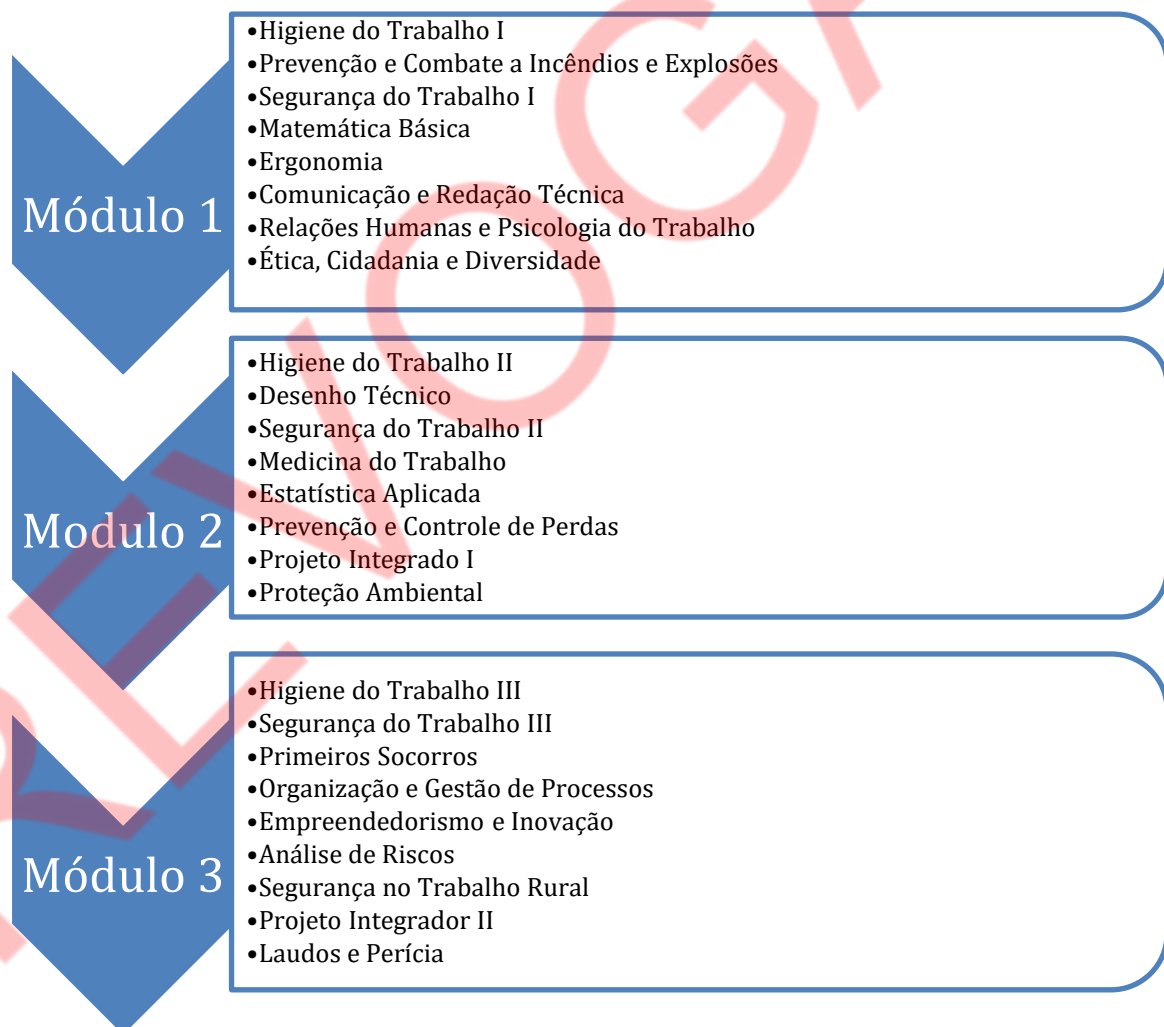 Módulo 1
•Higiene do Trabalho I
•Prevenção e Combate a Incêndios e Explosões
•Segurança do Trabalho I
•Matemática Básica
•Ergonomia
•Comunicação e Redação Técnica
•Relações Humanas e Psicologia do Trabalho
•Ética, Cidadania e Diversidade
Modulo 2
•Higiene do Trabalho II
•Desenho Técnico
•Segurança do Trabalho II
•Medicina do Trabalho
•Estatística Aplicada
•Prevenção e Controle de Perdas
•Projeto Integrado I
•Proteção Ambiental
Módulo 3
•Higiene do Trabalho III
•Segurança do Trabalho III
•Primeiros Socorros
•Organização e Gestão de Processos
•Empreendedorismo e Inovação
•Análise de Riscos
•Segurança no Trabalho Rural
•Projeto Integrador II
•Laudos e Perícia
REVOGA